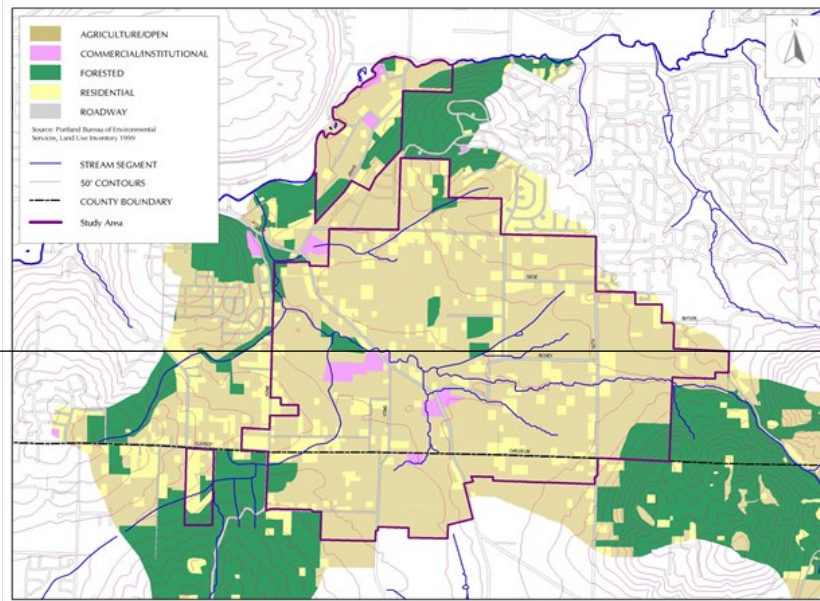 N
AGRICULTURE/OPEN
COMMERCIAL/INSTITUTIONAL
FORESTED
RESIDENTIAL
ROADWAY
Source: Portland Bureau of Environmental
Services, Land Use Inventory 1999
STREAM SEGMENT
50' CONTOURS
COUNTY BOUNDARY
Study Area